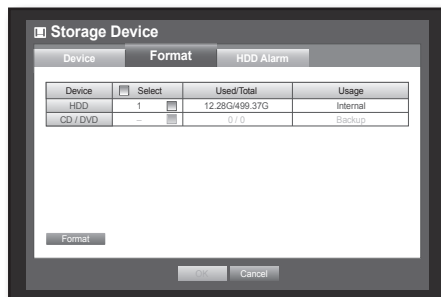 Storage Device
Device Format HDD Alarm
Device Select Used/Total Usage
HDD 1 12.28G/499.37G Internal
CD / DVD – 0 / 0 Backup
Format
OK Cancel